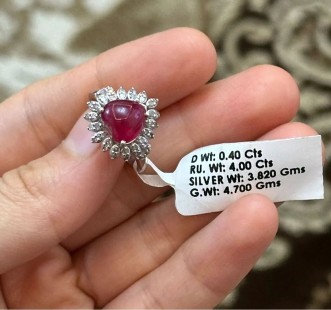 D Wt: 0.40 Cts
RU. Wt: 4.00 Cts
SILVER Wt: 3.820 Gms
G.Wt: 4.700 Gms